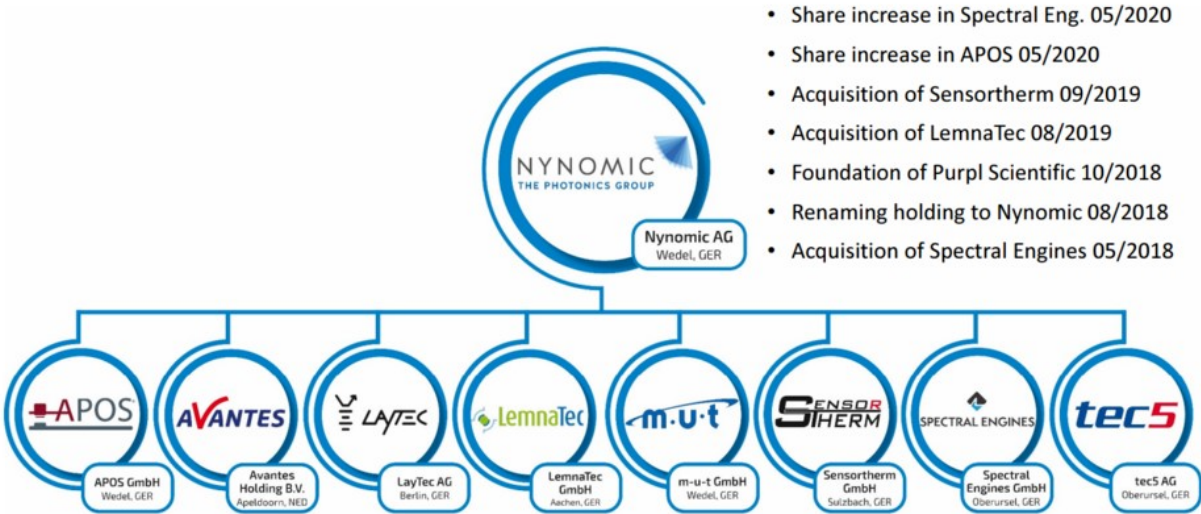 • Share increase in Spectral Eng. 05/2020
• Share increase in APOS 05/2020
• Acquisition of Sensortherm 09/2019
• Acquisition of LemnaTec 08/2019
• Foundation of Purpl Scientific 10/2018
• Renaming holding to Nynomic 08/2018
• Acquisition of Spectral Engines 05/2018
NYNOMIC
THE PHOTONICS GROUP
Nynomic AG
Wedel, GER
APOS
APOS GmbH
Wedel, GER
AVANTES
Avantes
Holding B.V.
Apeldoorn, NED
LAYTEC
LayTec AG
Berlin, GER
LemnaTec
LemnaTec
GmbH
Aachen, GER
m·u·t
m-u-t GmbH
Wedel, GER
SENSOR
THERM
Sensortherm
GmbH
Sulzbach, GER
SPECTRAL ENGINES
Spectral
Engines GmbH
Oberursel, GER
tec5
tec5 AG
Oberursel, GER